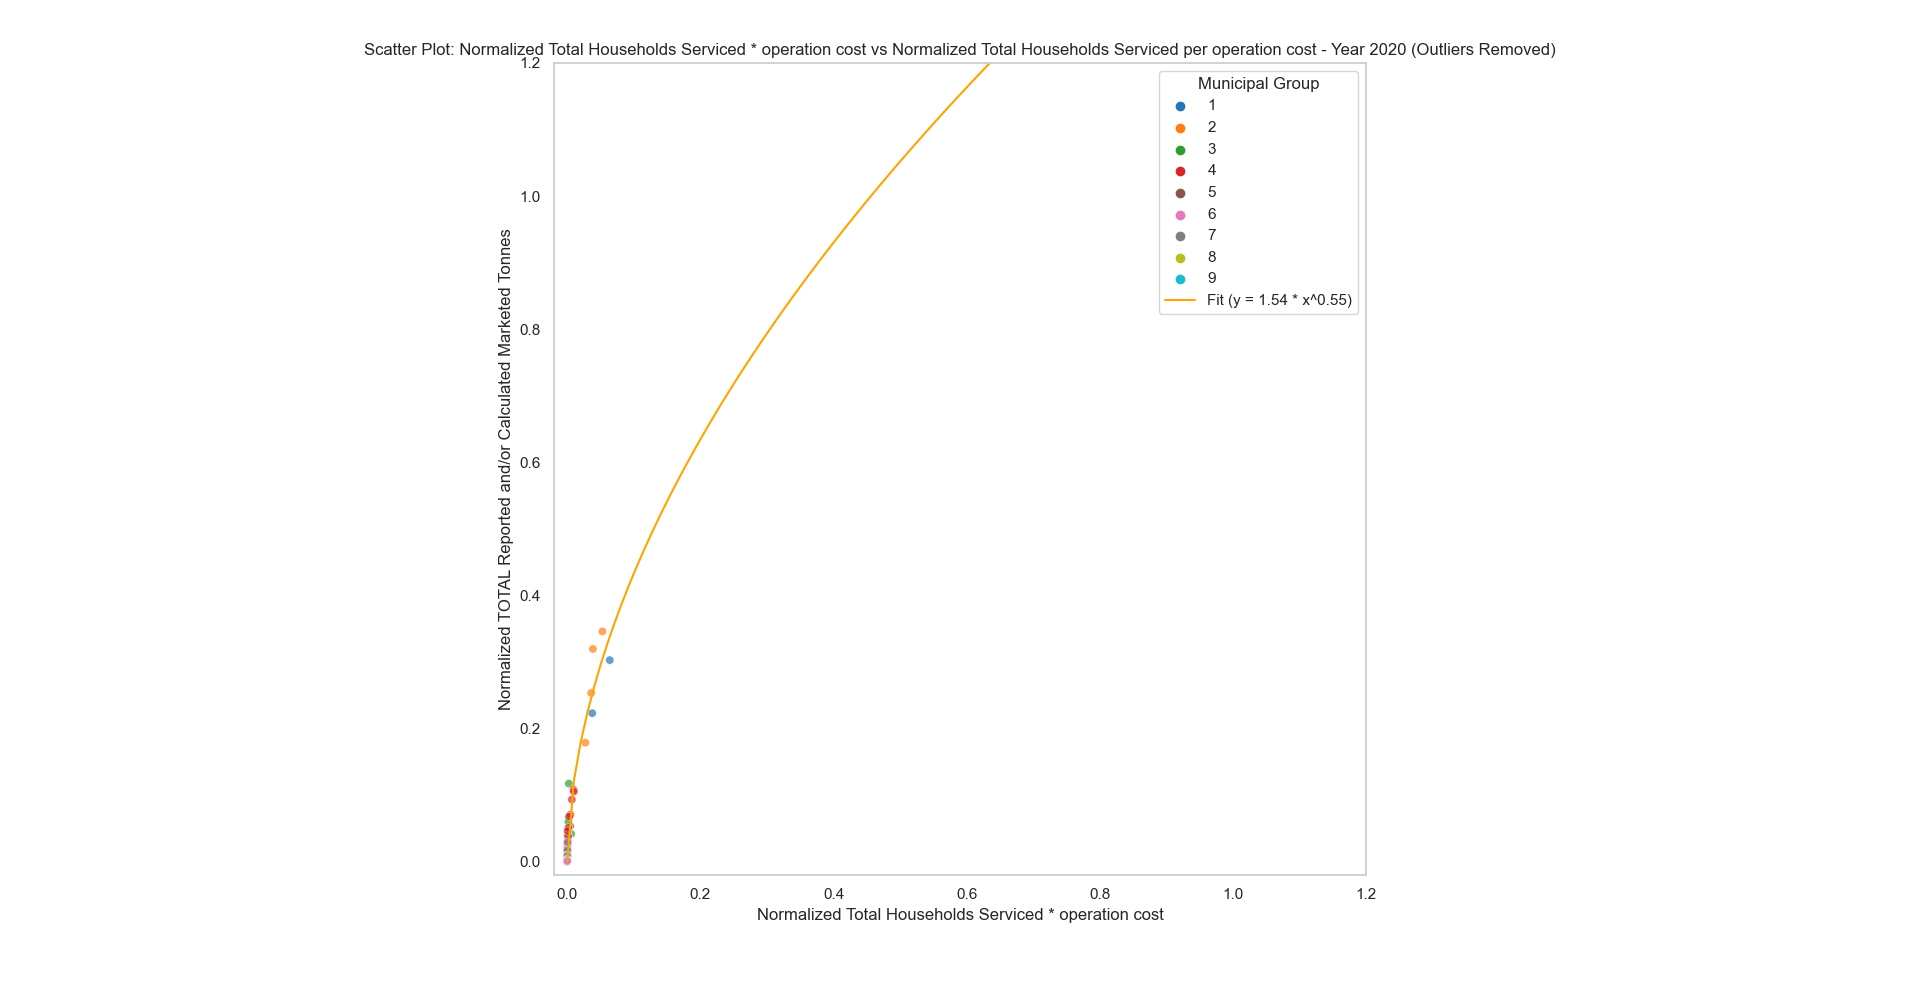 Scatter Plot: Normalized Total Households Serviced * operation cost vs Normalized Total Households Serviced per operation cost - Year 2020 (Outliers Removed)
Normalized TOTAL Reported and/or Calculated Marketed Tonnes
1.2
1.0
0.8
0.6
0.4
0.2
0.0
Municipal Group
1
2
3
4
5
6
7
8
9
Fit (y = 1.54 * x^0.55)
0.0 0.2 0.4 0.6 0.8 1.0 1.2
Normalized Total Households Serviced * operation cost